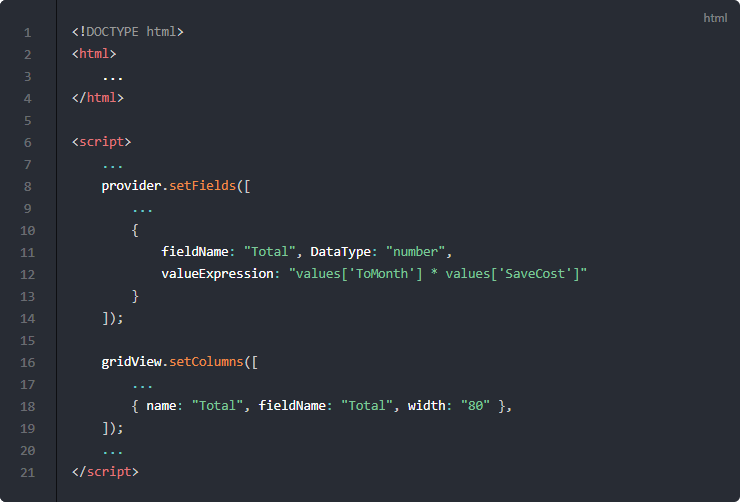 html
1 <!DOCTYPE html>
2 <html>
3     ...
4 </html>
5
6 <script>
7     ...
8     provider.setFields([
9         ...
10         {
11             fieldName: "Total", DataType: "number",
12             valueExpression: "values['ToMonth'] * values['SaveCost']"
13         }
14     ]);
15
16     gridView.setColumns([
17         ...
18         { name: "Total", fieldName: "Total", width: "80" },
19     ]);
20     ...
21 </script>